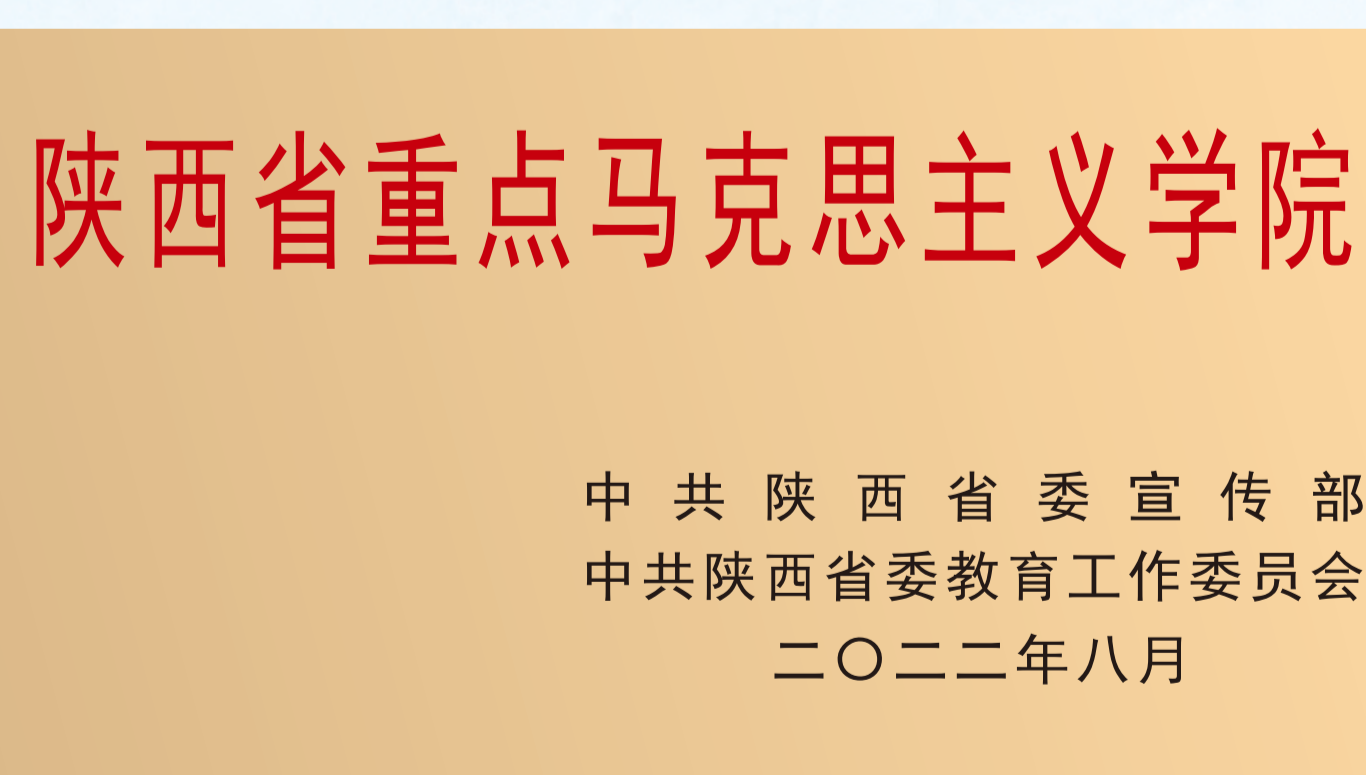 陕西省重点马克思主义学院
中共陕西省委宣传部
中共陕西省委教育工作委员会
二〇二二年八月